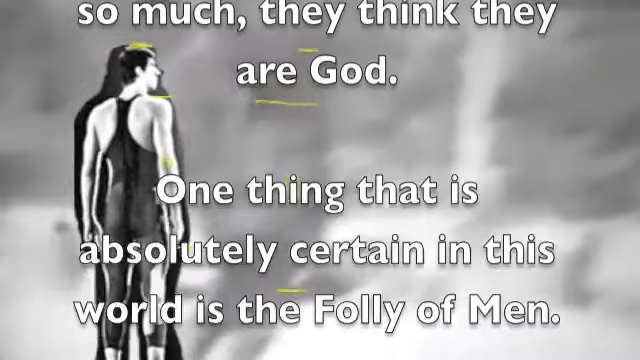 so much, they think they
are God.
One thing that is
absolutely certain in this
world is the Folly of Men.